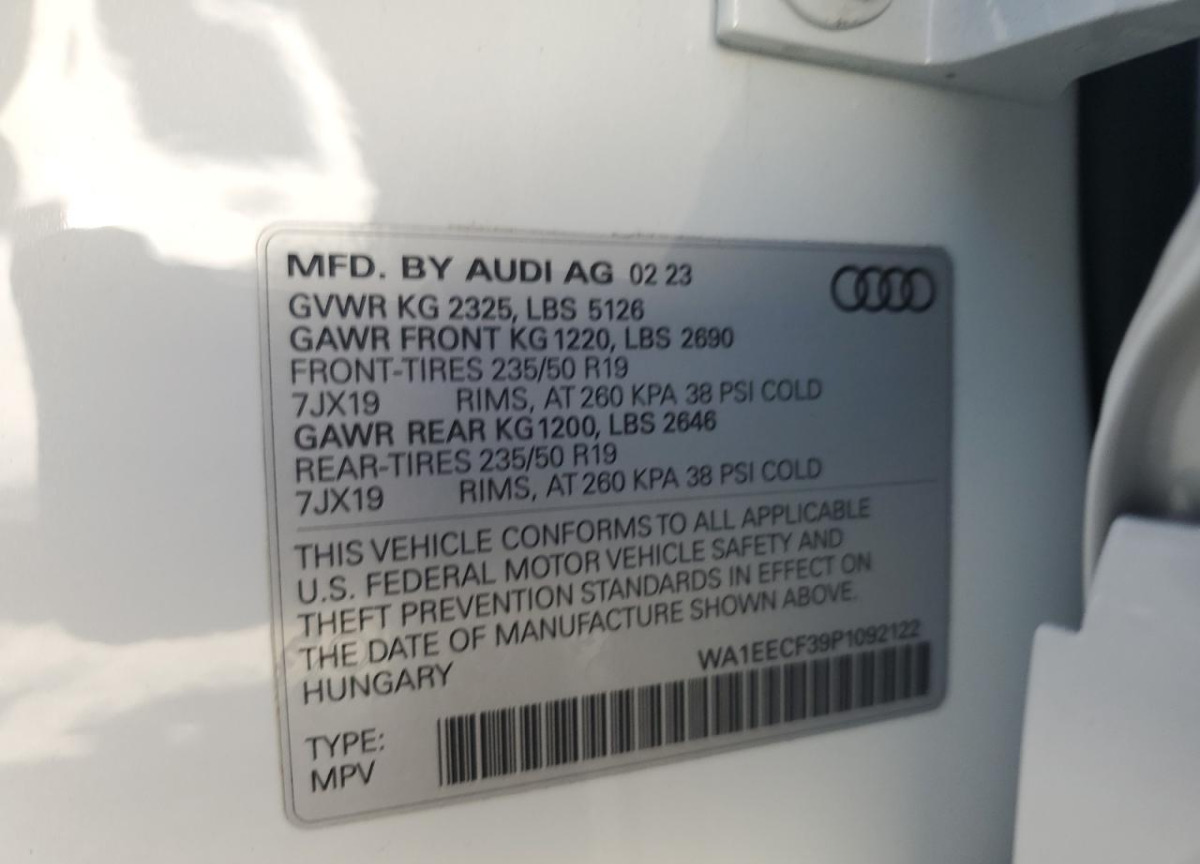 MFD. BY AUDI AG 02 23
GVWR KG 2325, LBS 5126
GAWR FRONT KG 1220, LBS 2690
FRONT-TIRES 235/50 R19
7JX19 RIMS, AT 260 KPA 38 PSI COLD
GAWR REAR KG 1200, LBS 2646
REAR-TIRES 235/50 R19
7JX19 RIMS, AT 260 KPA 38 PSI COLD
THIS VEHICLE CONFORMS TO ALL APPLICABLE
U.S. FEDERAL MOTOR VEHICLE SAFETY AND
THEFT PREVENTION STANDARDS IN EFFECT ON
THE DATE OF MANUFACTURE SHOWN ABOVE.
HUNGARY
WA1EECF39P1092122
TYPE:
MPV